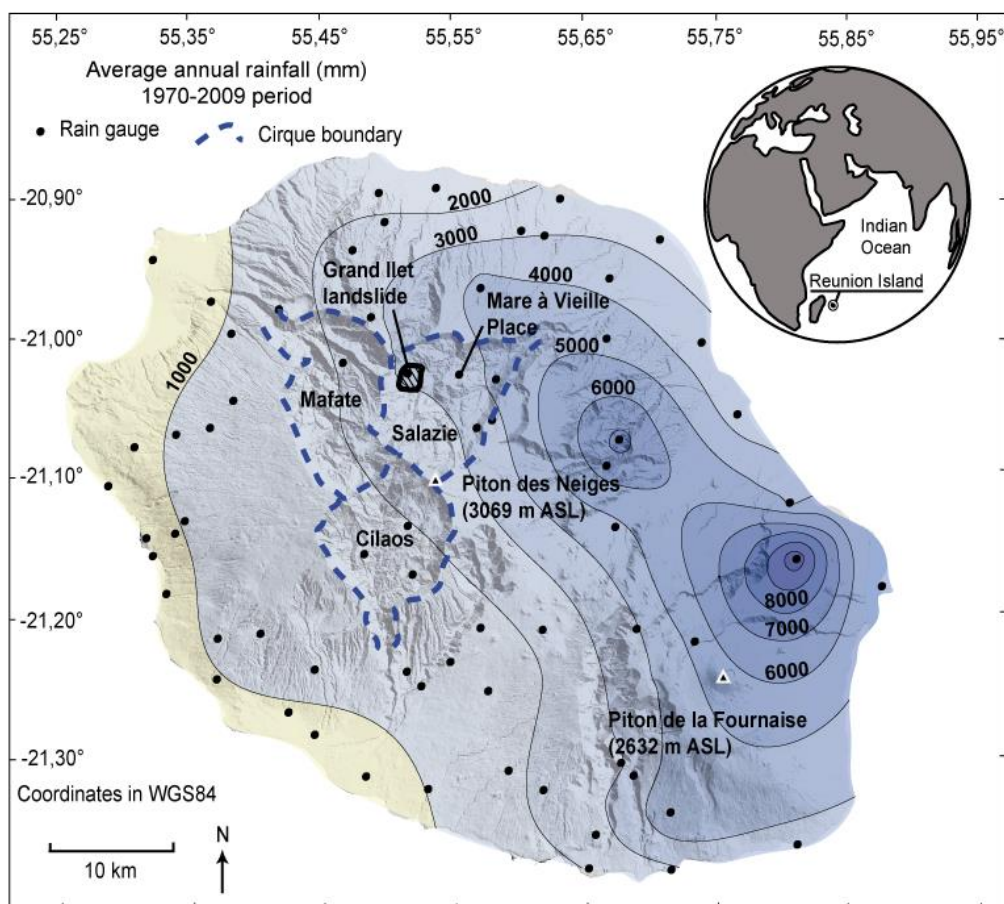 55,25° 55,35° 55,45° 55,55° 55,65° 55,75° 55,85° 55,95°
Average annual rainfall (mm)
1970-2009 period
Rain gauge
Cirque boundary
-20,90°
-21,00°
-21,10°
-21,20°
-21,30°
2000
3000
4000
5000
6000
1000
Grand Ilet
landslide
Mare à Vieille
Place
Mafate
Salazie
Cilaos
Piton des Neiges
(3069 m ASL)
8000
7000
6000
Piton de la Fournaise
(2632 m ASL)
Indian
Ocean
Reunion Island
Coordinates in WGS84
10 km
N